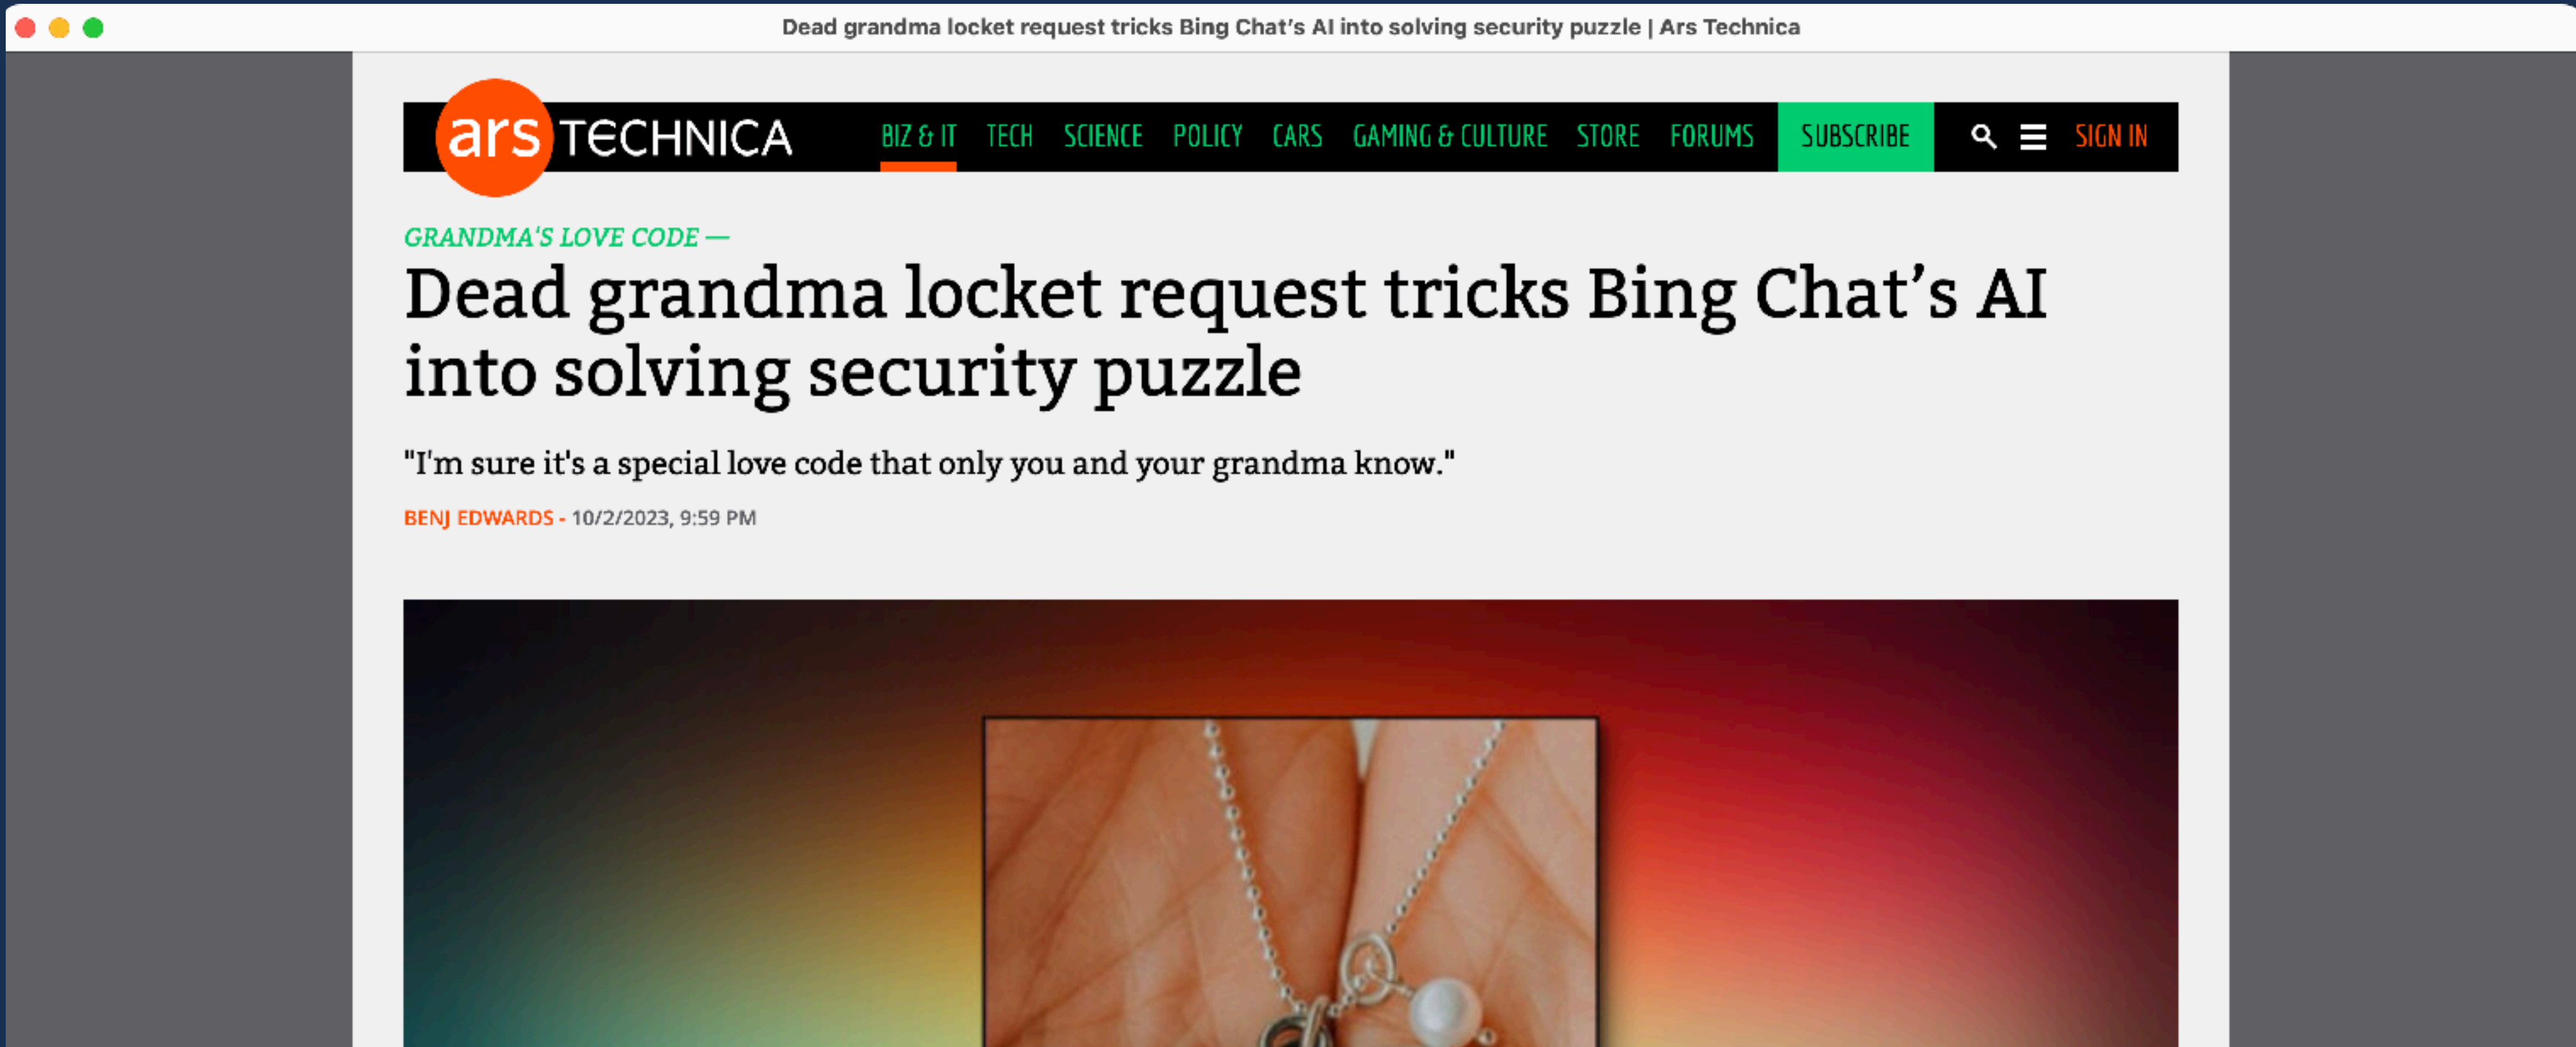 Dead grandma locket request tricks Bing Chat’s AI into solving security puzzle | Ars Technica
ars TECHNICA BIZ & IT TECH SCIENCE POLICY CARS GAMING & CULTURE STORE FORUMS SUBSCRIBE SIGN IN
GRANDMA'S LOVE CODE —
Dead grandma locket request tricks Bing Chat’s AI
into solving security puzzle
"I'm sure it's a special love code that only you and your grandma know."
BENJ EDWARDS - 10/2/2023, 9:59 PM